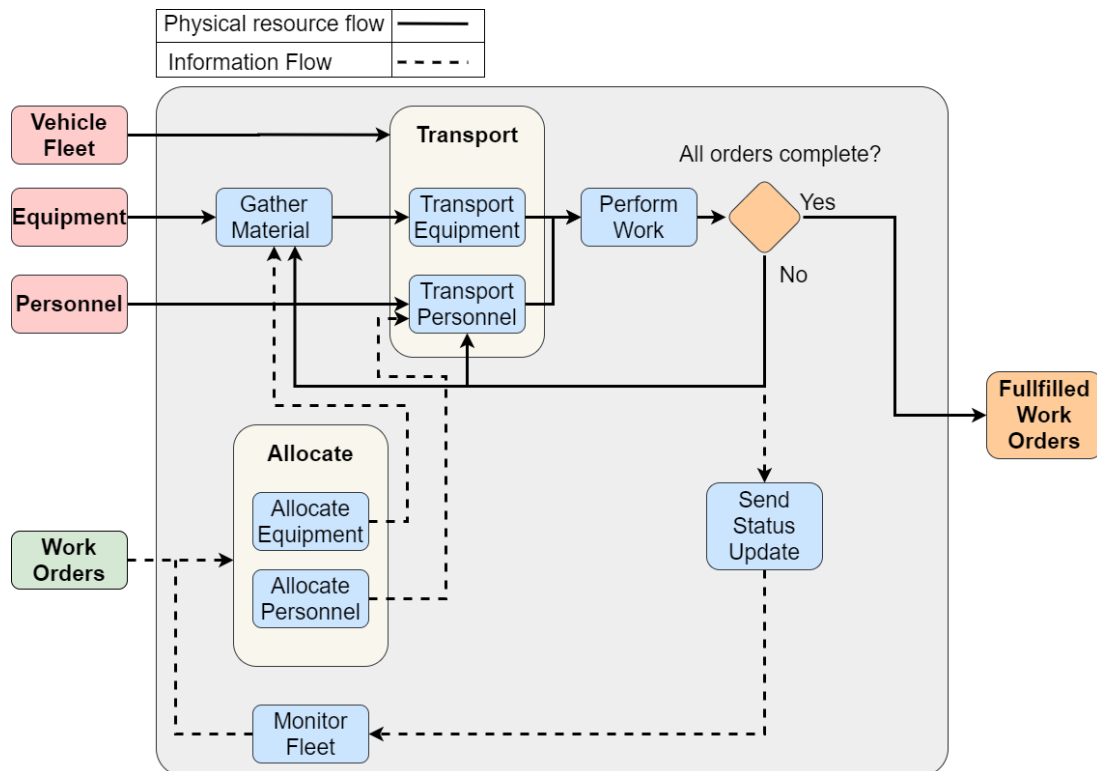 Physical resource flow
Information Flow
Vehicle
Fleet
Transport
All orders complete?
Equipment
Gather
Material
Transport
Equipment
Perform
Work
Yes
No
Personnel
Transport
Personnel
Fullfilled
Work
Orders
Allocate
Allocate
Equipment
Send
Status
Update
Work
Orders
Allocate
Personnel
Monitor
Fleet